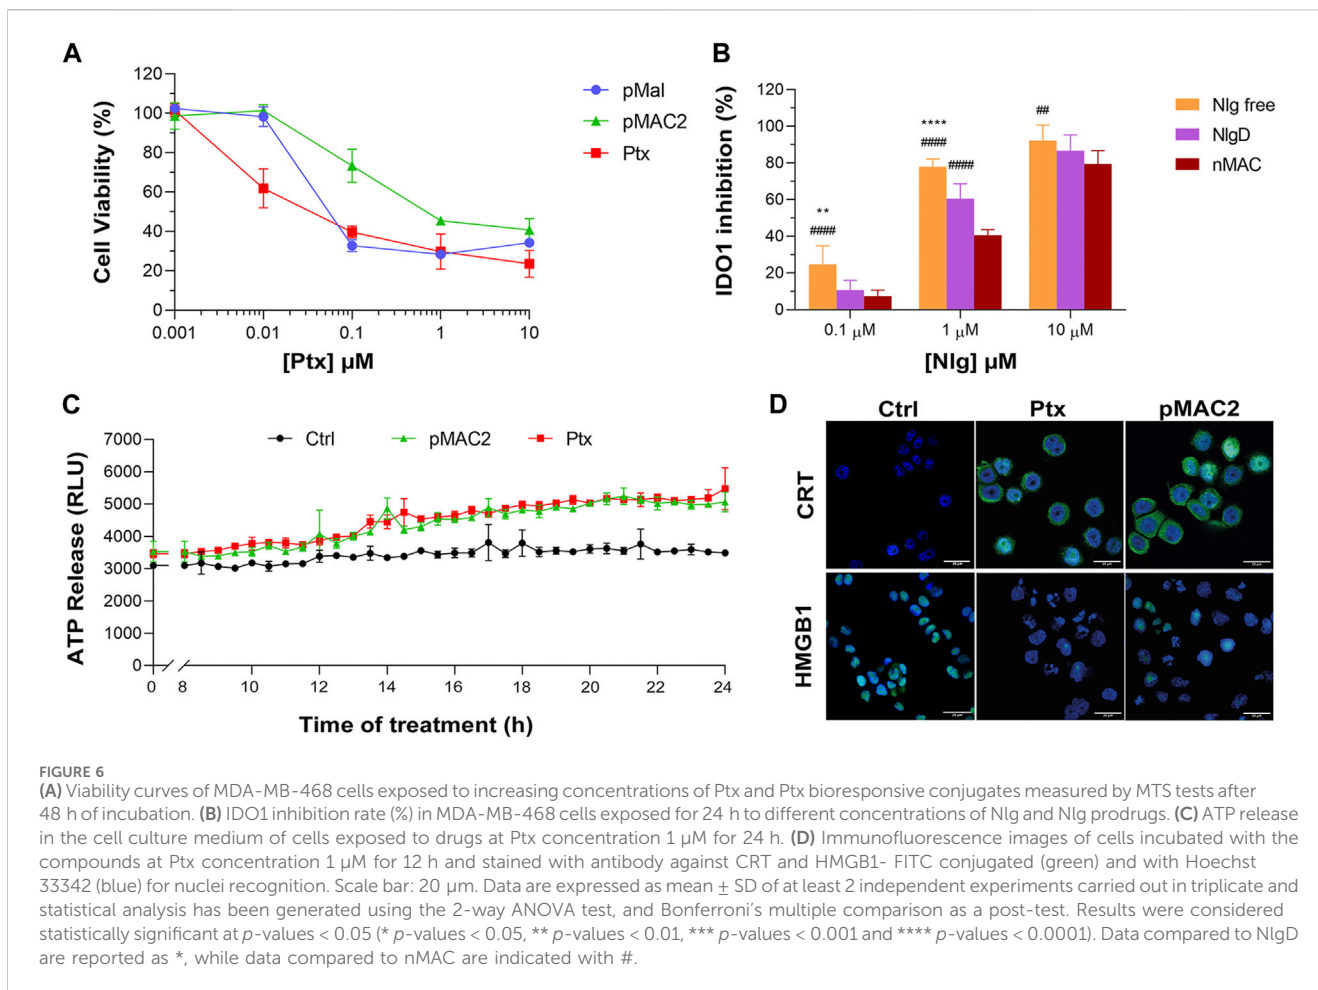 A
Cell Viability (%)
120
100
80
60
40
20
0
0.001 0.01 0.1 1 10
[Ptx] µM
pMal
pMAC2
Ptx
B
IDO1 inhibition (%)
120
100
80
60
40
20
0
**
####
****
####
####
##
0.1 µM 1 µM 10 µM
[Nlg] µM
Nlg free
NlgD
nMAC
C
ATP Release (RLU)
7000
6000
5000
4000
3000
2000
1000
0
Ctrl pMAC2 Ptx
0 8 10 12 14 16 18 20 22 24
Time of treatment (h)
D
Ctrl Ptx pMAC2
CRT
HMGB1
FIGURE 6
(A) Viability curves of MDA-MB-468 cells exposed to increasing concentrations of Ptx and Ptx bioresponsive conjugates measured by MTS tests after
48 h of incubation. (B) IDO1 inhibition rate (%) in MDA-MB-468 cells exposed for 24 h to different concentrations of Nlg and Nlg prodrugs. (C) ATP release
in the cell culture medium of cells exposed to drugs at Ptx concentration 1 µM for 24 h. (D) Immunofluorescence images of cells incubated with the
compounds at Ptx concentration 1 µM for 12 h and stained with antibody against CRT and HMGB1- FITC conjugated (green) and with Hoechst
33342 (blue) for nuclei recognition. Scale bar: 20 µm. Data are expressed as mean ± SD of at least 2 independent experiments carried out in triplicate and
statistical analysis has been generated using the 2-way ANOVA test, and Bonferroni's multiple comparison as a post-test. Results were considered
statistically significant at p-values < 0.05 (* p-values < 0.05, ** p-values < 0.01, *** p-values < 0.001 and **** p-values < 0.0001). Data compared to NlgD
are reported as *, while data compared to nMAC are indicated with #.